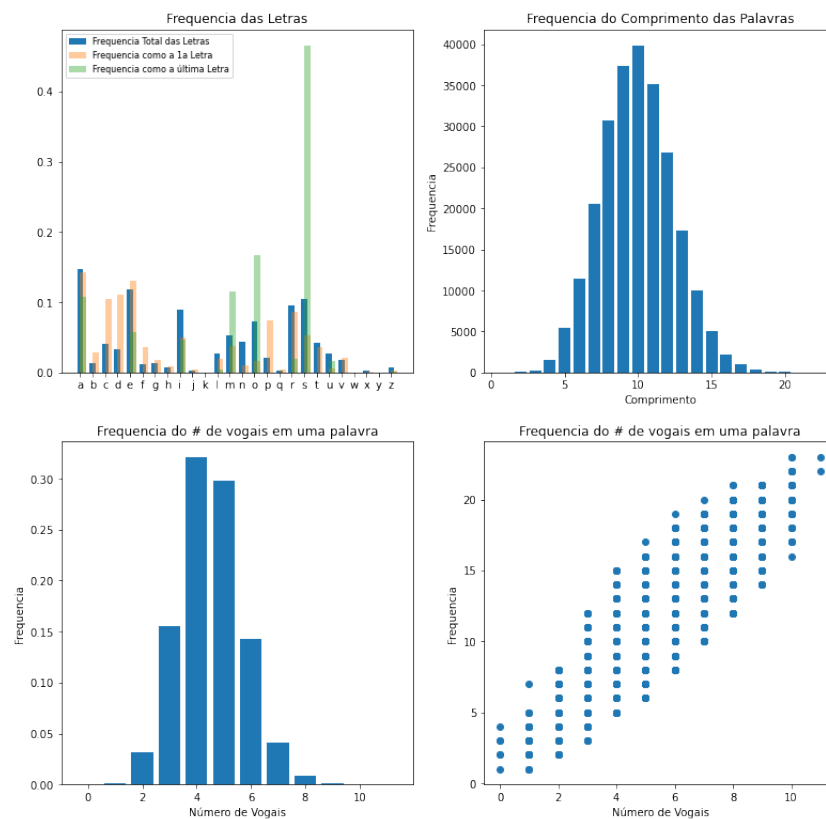 Frequencia das Letras
Frequencia Total das Letras
Frequencia como a 1a Letra
Frequencia como a última Letra
0.4
0.3
0.2
0.1
0.0
a b c d e f g h i j k l m n o p q r s t u v w x y z
Frequencia do Comprimento das Palavras
Frequencia
40000
35000
30000
25000
20000
15000
10000
5000
0
0 5 10 15 20
Comprimento
Frequencia do # de vogais em uma palavra
Frequencia
0.30
0.25
0.20
0.15
0.10
0.05
0.00
0 2 4 6 8 10
Número de Vogais
Frequencia do # de vogais em uma palavra
Frequencia
20
15
10
5
0
0 2 4 6 8 10
Número de Vogais